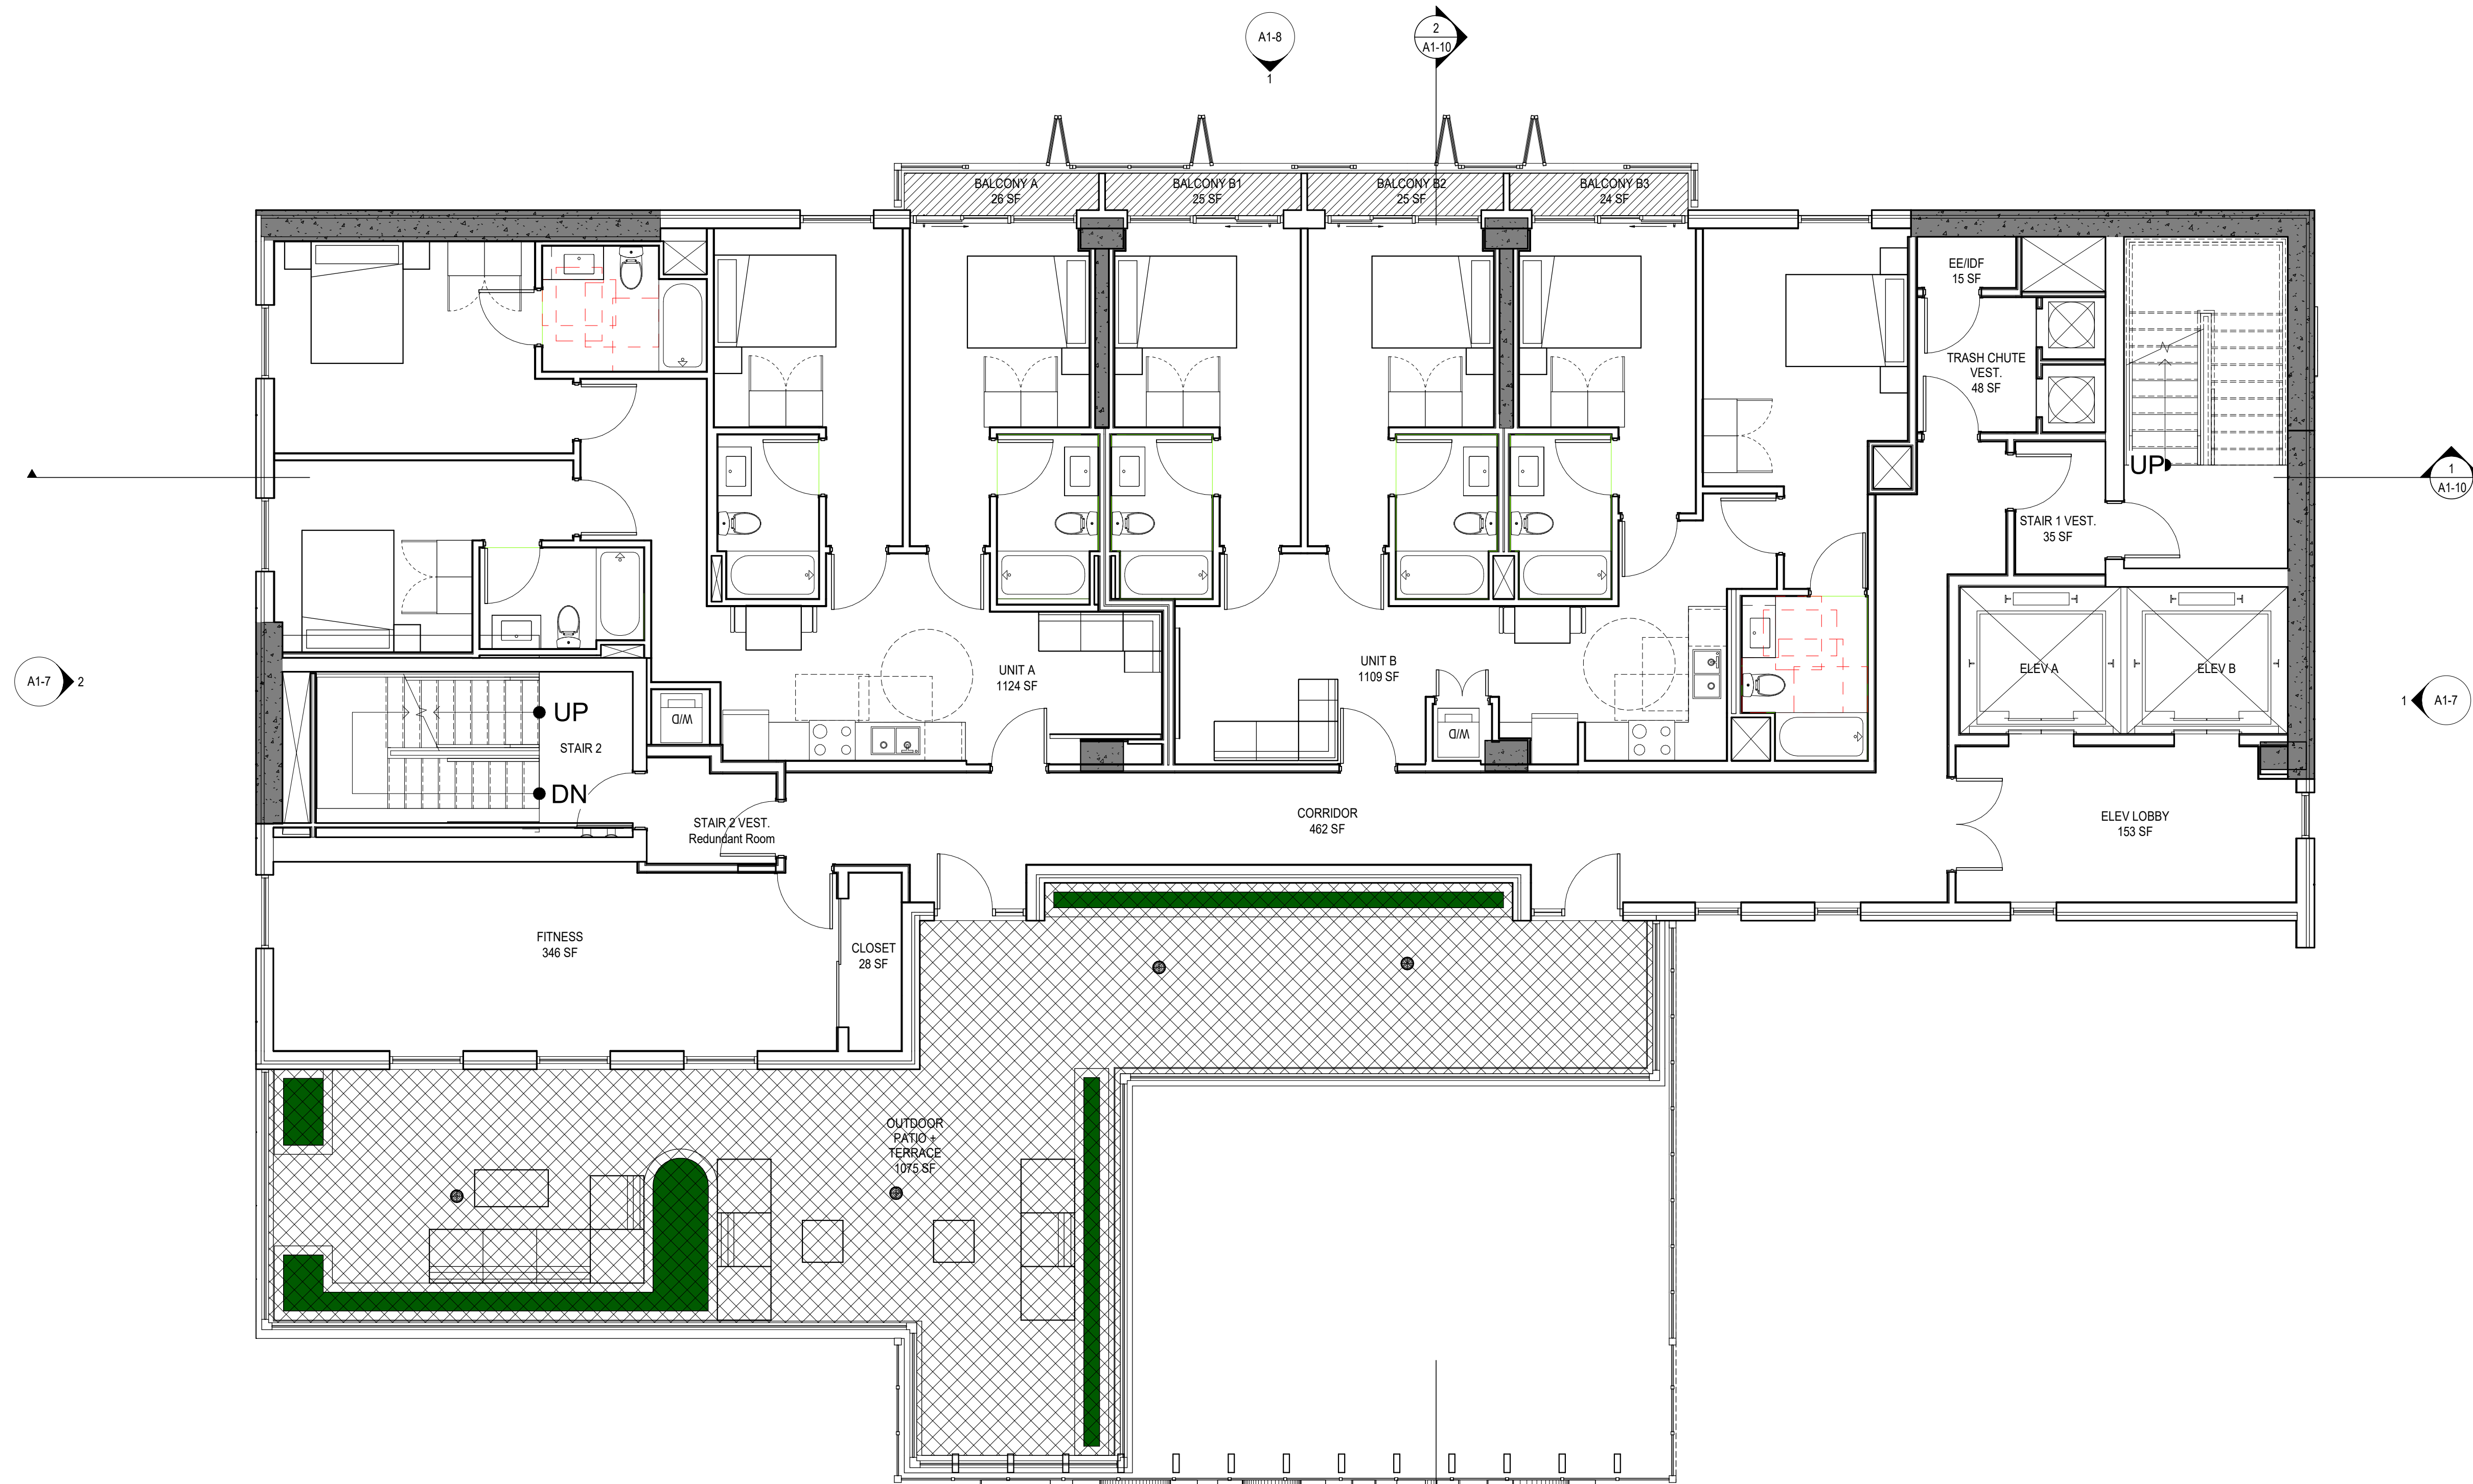 A1-8
1
2
A1-10
BALCONY A
26 SF
BALCONY B1
25 SF
BALCONY B2
25 SF
BALCONY B3
24 SF
EE/IDF
15 SF
TRASH CHUTE
VEST.
48 SF
UP
1
A1-10
STAIR 1 VEST.
35 SF
A1-7
2
UNIT A
1124 SF
UNIT B
1109 SF
ELEV A
ELEV B
1
A1-7
UP
W/D
W/D
STAIR 2
DN
STAIR 2 VEST.
Redundant Room
CORRIDOR
462 SF
ELEV LOBBY
153 SF
FITNESS
346 SF
CLOSET
28 SF
OUTDOOR
PATIO +
TERRACE
1075 SF